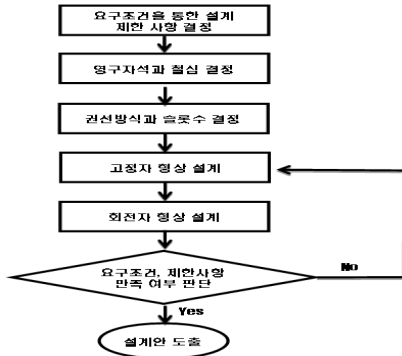 요구조건을 통한 설계
제한 사항 결정
영구자석과 철심 결정
권선방식과 슬롯수 결정
고정자 형상 설계
회전자 형상 설계
요구조건, 제한사항
만족 여부 판단
No
Yes
설계안 도출